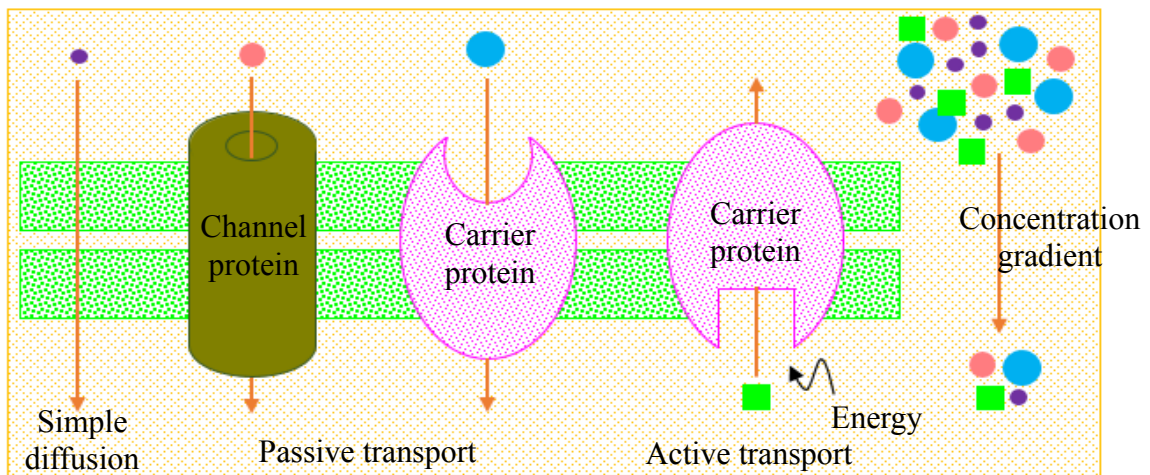 Channel
protein
Carrier
protein
Carrier
protein
Concentration
gradient
Simple
diffusion
Passive transport
Active transport
Energy